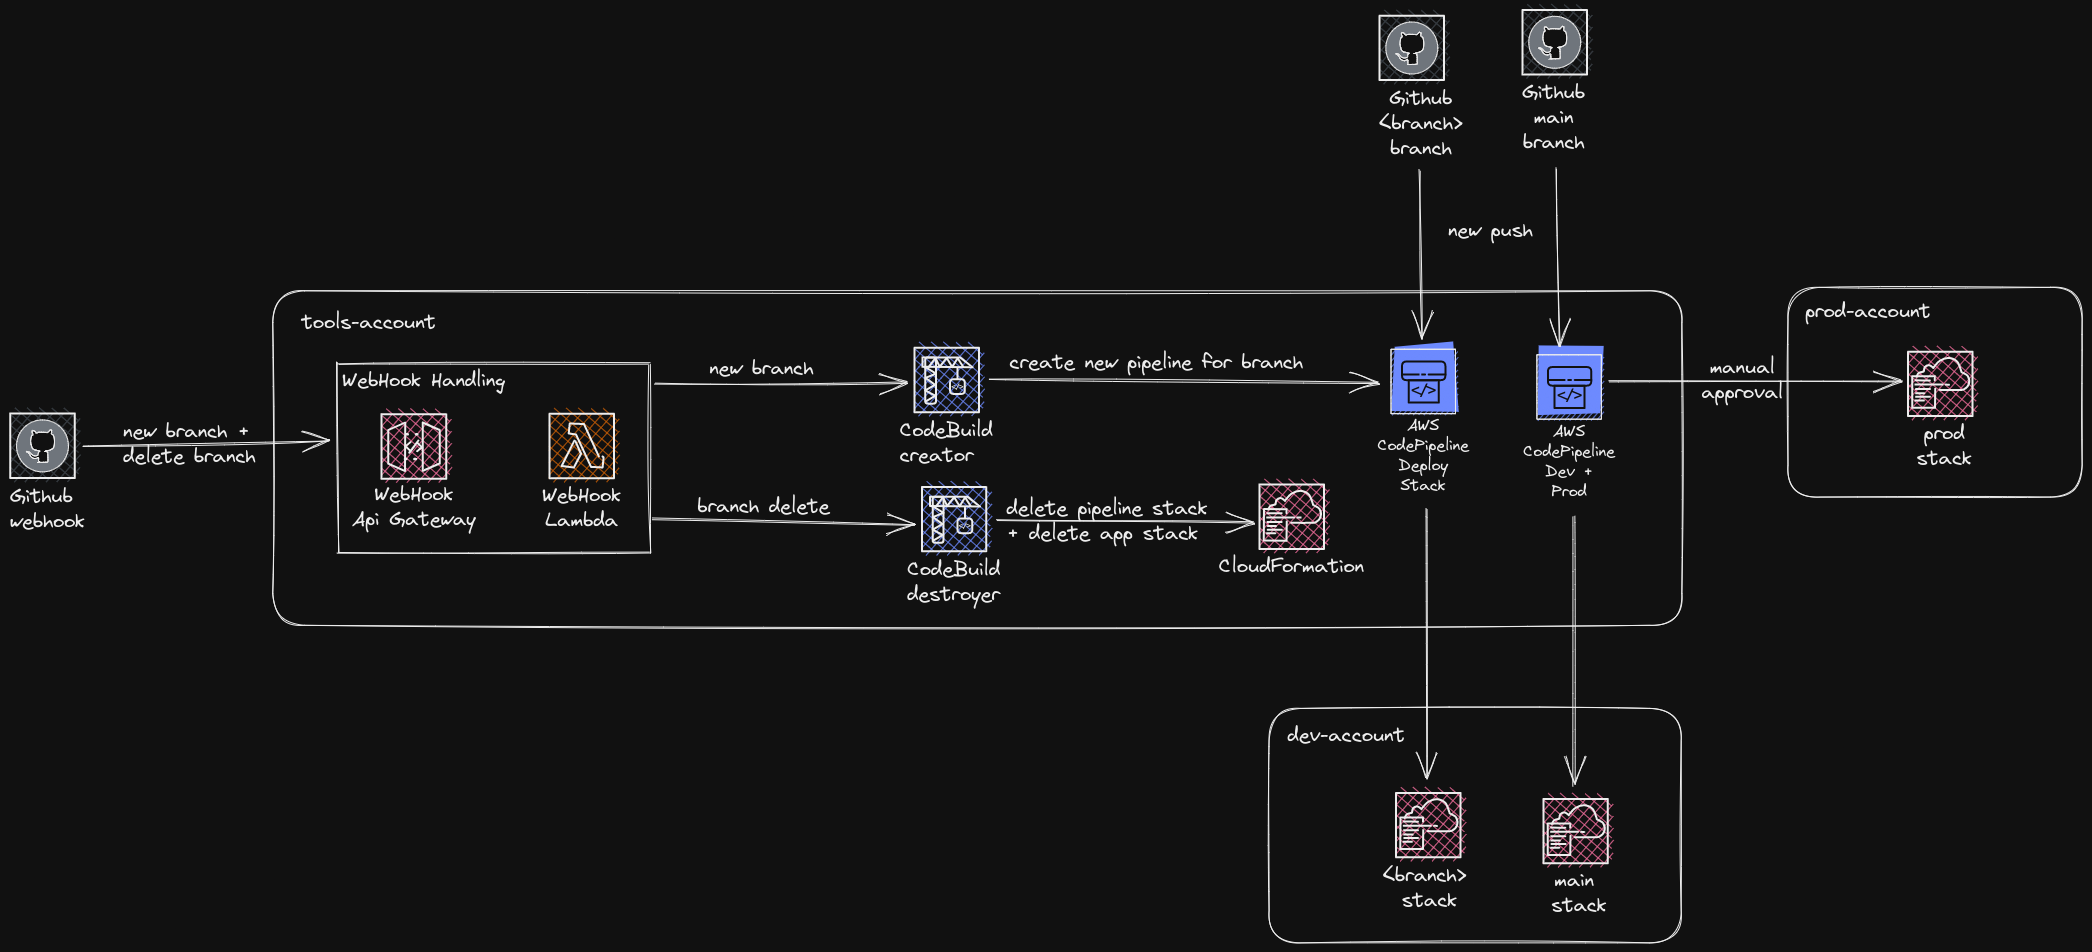 Github
<branch>
branch
Github
main
branch
new push
tools-account
prod-account
WebHook Handling
new branch
create new pipeline for branch
manual
approval
new branch +
delete branch
Github
webhook
WebHook
Api Gateway
WebHook
Lambda
CodeBuild
creator
AWS
CodePipeline
Deploy
Stack
AWS
CodePipeline
Dev +
Prod
prod
stack
branch delete
delete pipeline stack
+ delete app stack
CodeBuild
destroyer
CloudFormation
dev-account
<branch>
stack
main
stack